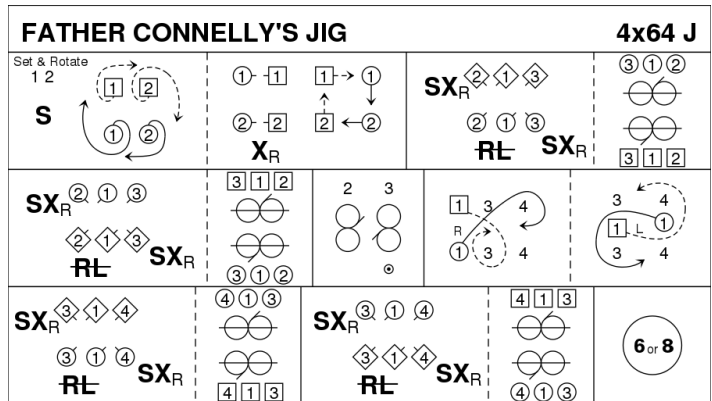 FATHER CONNELLY'S JIG
4x64 J
Set & Rotate
1 2
1 2
S
1 2
1 1 1 1
2 2 2 2
XR
SXR 2 1 3
2 1 3
RL SXR
3 1 2
3 1 2
SXR 2 1 3
2 1 3
RL SXR
3 1 2
3 1 2
2 3
1 3 4
R
1 3 4
3 4
1 L 1
3 4
SXR 3 1 4
3 1 4
RL SXR
4 1 3
4 1 3
SXR 3 1 4
3 1 4
RL SXR
4 1 3
4 1 3
6 or 8